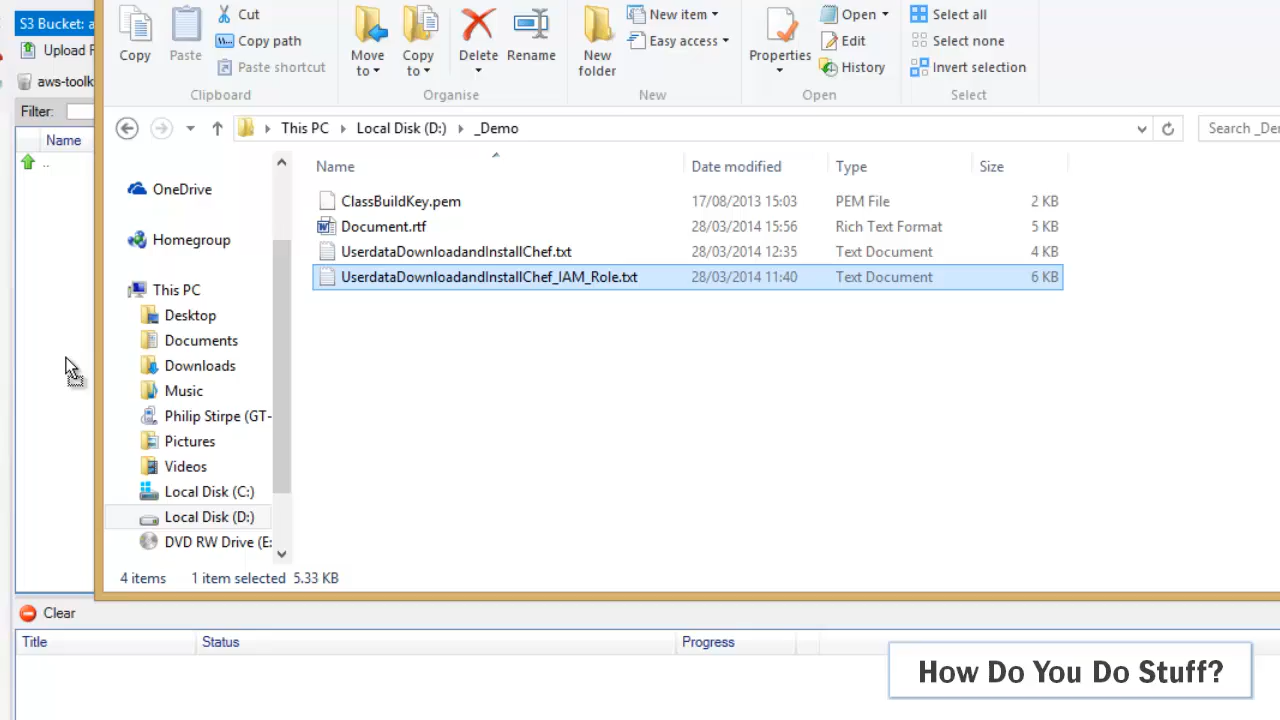 S3 Bucket: a
Upload F
aws-toolk
Filter:
Name
..
Copy
Paste
Cut
Copy path
Paste shortcut
Clipboard
Move to
Copy to
Delete
Rename
Organise
New folder
New item
Easy access
New
Properties
Open
Edit
History
Open
Select all
Select none
Invert selection
Select
This PC
Local Disk (D:)
_Demo
Search _De
OneDrive
Homegroup
This PC
Desktop
Documents
Downloads
Music
Philip Stirpe (GT-
Pictures
Videos
Local Disk (C:)
Local Disk (D:)
DVD RW Drive (E:
Name Date modified Type Size
ClassBuildKey.pem 17/08/2013 15:03 PEM File 2 KB
Document.rtf 28/03/2014 15:56 Rich Text Format 5 KB
UserdataDownloadandInstallChef.txt 28/03/2014 12:35 Text Document 4 KB
UserdataDownloadandInstallChef_IAM_Role.txt 28/03/2014 11:40 Text Document 6 KB
4 items 1 item selected 5.33 KB
Clear
Title Status Progress
How Do You Do Stuff?